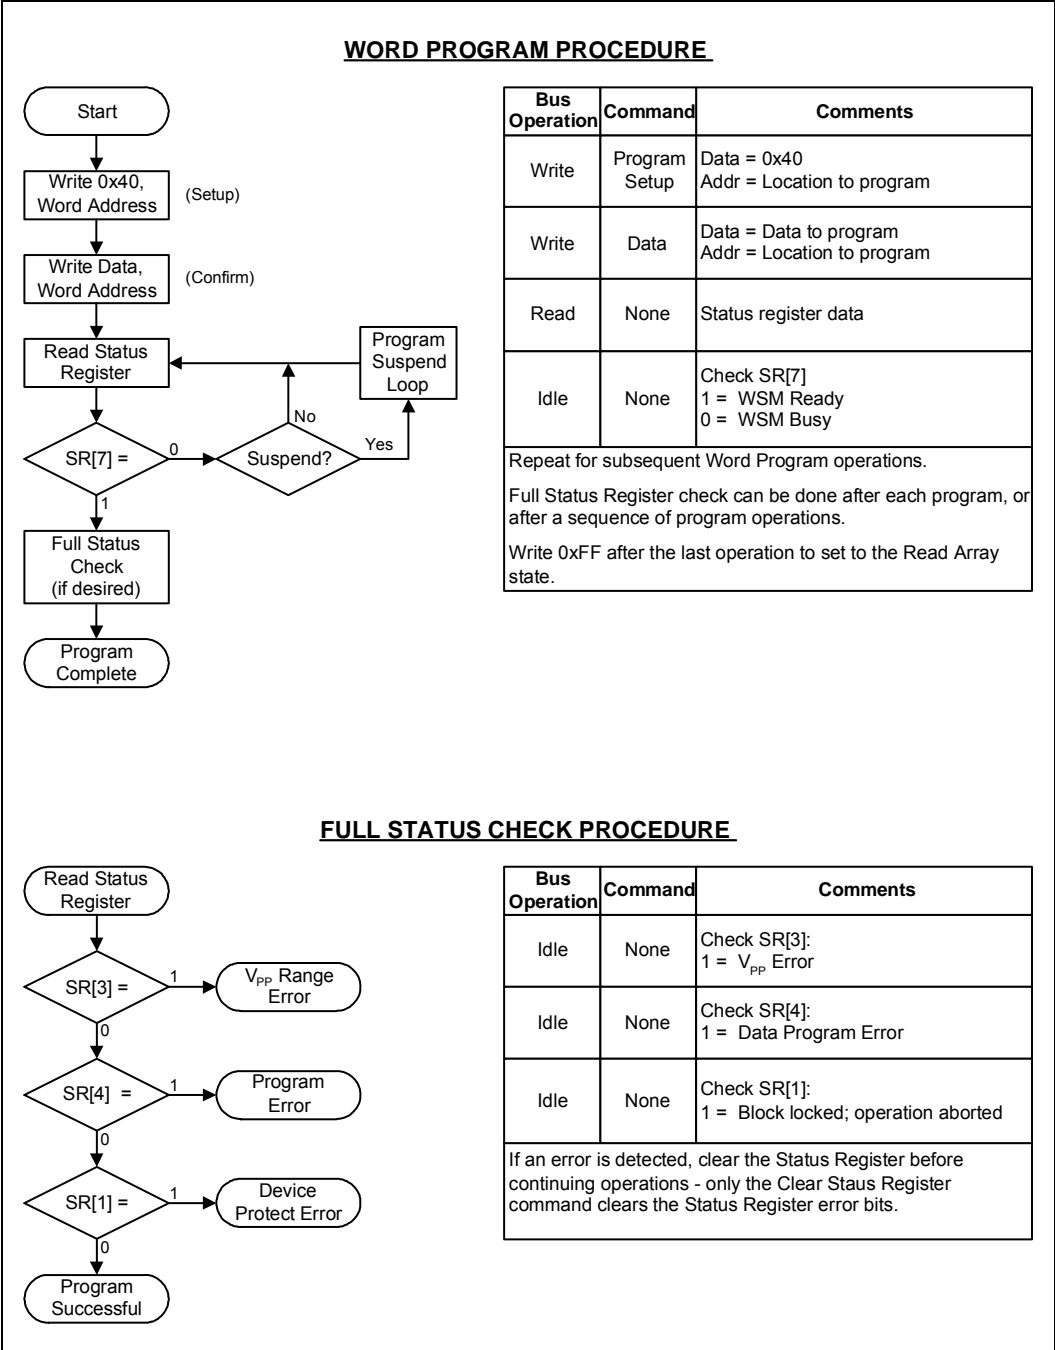 WORD PROGRAM PROCEDURE
Start
Write 0x40,
Word Address
(Setup)
Write Data,
Word Address
(Confirm)
Read Status
Register
Program
Suspend
Loop
No
SR[7] =
0
Suspend?
Yes
1
Full Status
Check
(if desired)
Program
Complete
Bus
Operation
Command
Comments
Write
Program
Setup
Data = 0x40
Addr = Location to program
Write
Data
Data = Data to program
Addr = Location to program
Read
None
Status register data
Idle
None
Check SR[7]
1 = WSM Ready
0 = WSM Busy
Repeat for subsequent Word Program operations.
Full Status Register check can be done after each program, or
after a sequence of program operations.
Write 0xFF after the last operation to set to the Read Array
state.
FULL STATUS CHECK PROCEDURE
Read Status
Register
SR[3] =
1
VPP Range
Error
0
SR[4] =
1
Program
Error
0
SR[1] =
1
Device
Protect Error
0
Program
Successful
Bus
Operation
Command
Comments
Idle
None
Check SR[3]:
1 = VPP Error
Idle
None
Check SR[4]:
1 = Data Program Error
Idle
None
Check SR[1]:
1 = Block locked; operation aborted
If an error is detected, clear the Status Register before
continuing operations - only the Clear Staus Register
command clears the Status Register error bits.